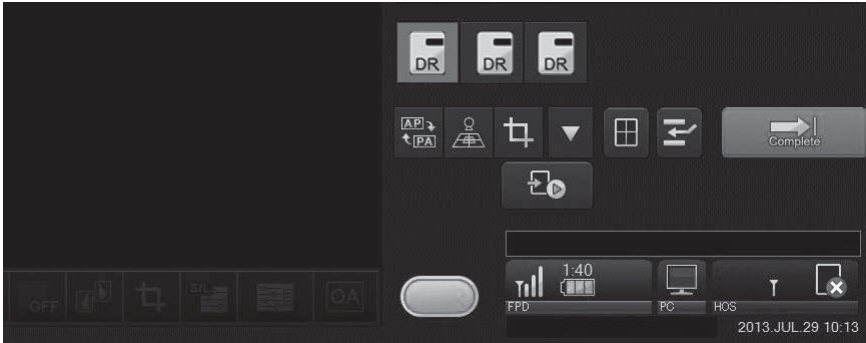 DR DR DR
AP
PA
Complete
1:40
FPD PC HOS
OFF S/L QA
2013.JUL.29 10:13